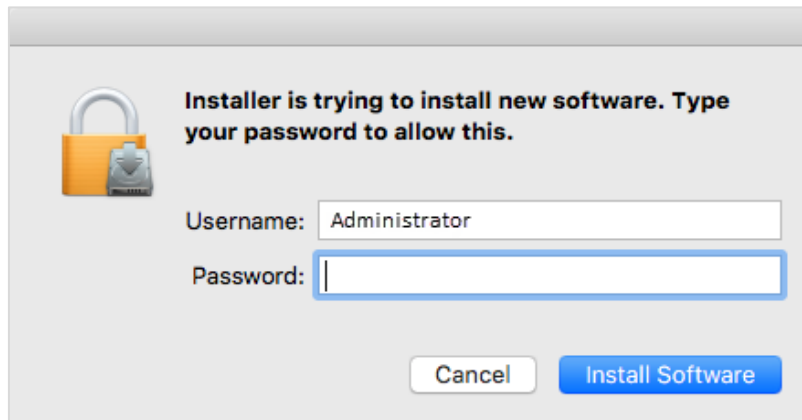 Installer is trying to install new software. Type
your password to allow this.
Username: Administrator
Password:
Cancel Install Software